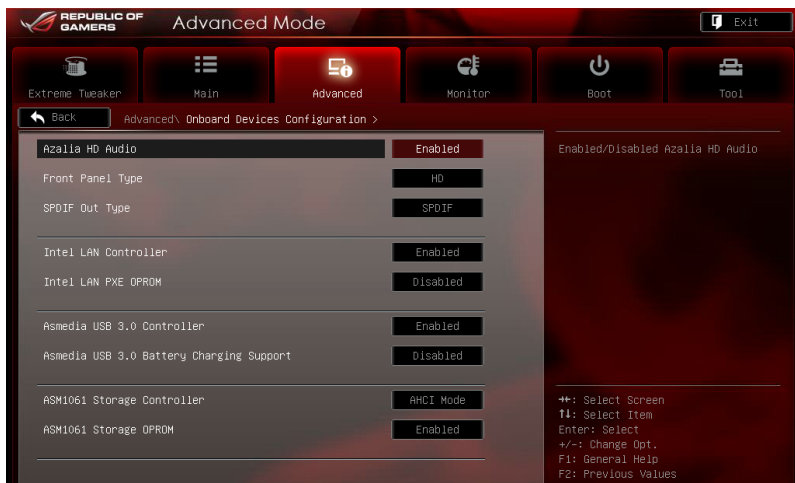 REPUBLIC OF
GAMERS
Advanced Mode
Exit
Extreme Tweaker
Main
Advanced
Monitor
Boot
Tool
Back
Advanced\ Onboard Devices Configuration >
Azalia HD Audio Enabled
Front Panel Type HD
SPDIF Out Type SPDIF
Intel LAN Controller Enabled
Intel LAN PXE OPROM Disabled
Asmedia USB 3.0 Controller Enabled
Asmedia USB 3.0 Battery Charging Support Disabled
ASM1061 Storage Controller AHCI Mode
ASM1061 Storage OPROM Enabled
Enabled/Disabled Azalia HD Audio
→←: Select Screen
↑↓: Select Item
Enter: Select
+/-: Change Opt.
F1: General Help
F2: Previous Values